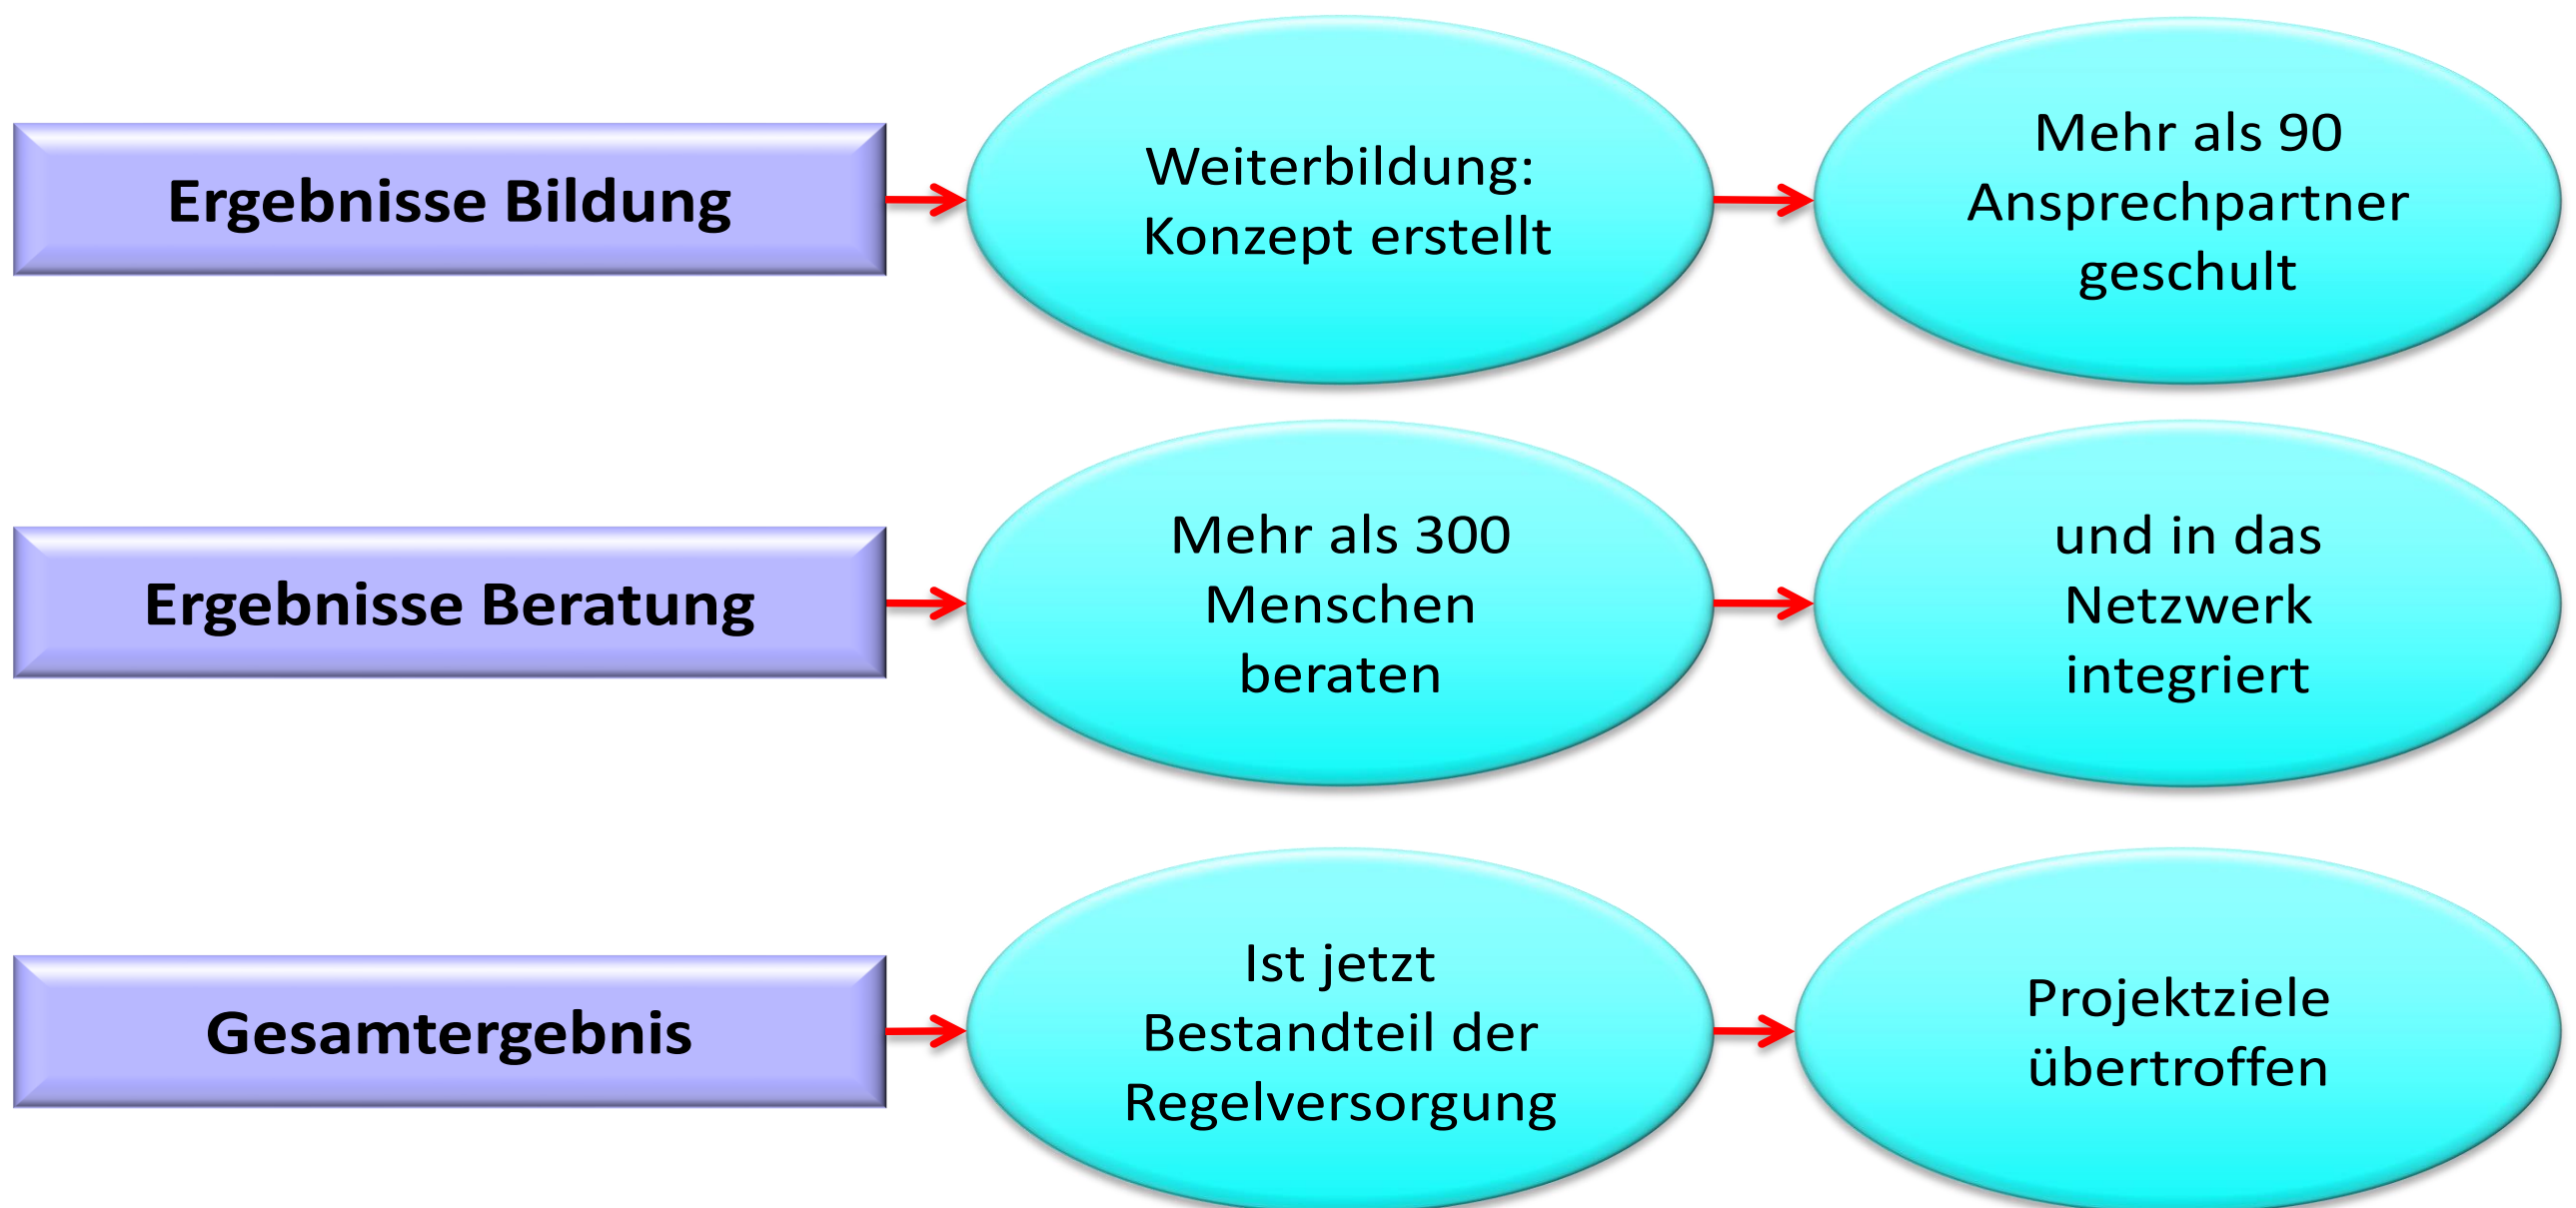 Ergebnisse Bildung
Weiterbildung:
Konzept erstellt
Mehr als 90
Ansprechpartner
geschult
Ergebnisse Beratung
Mehr als 300
Menschen
beraten
und in das
Netzwerk
integriert
Gesamtergebnis
Ist jetzt
Bestandteil der
Regelversorgung
Projektziele
übertroffen